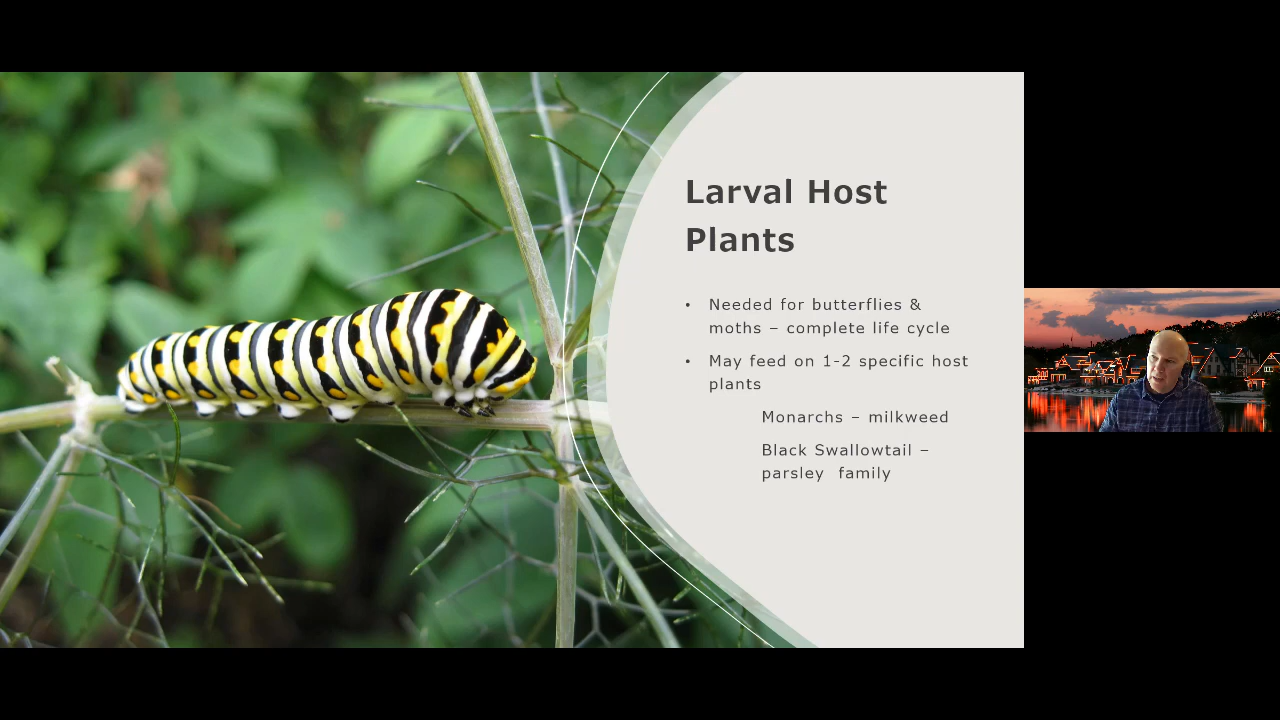 Larval Host
Plants
• Needed for butterflies &
moths – complete life cycle
• May feed on 1-2 specific host
plants
Monarchs – milkweed
Black Swallowtail –
parsley family